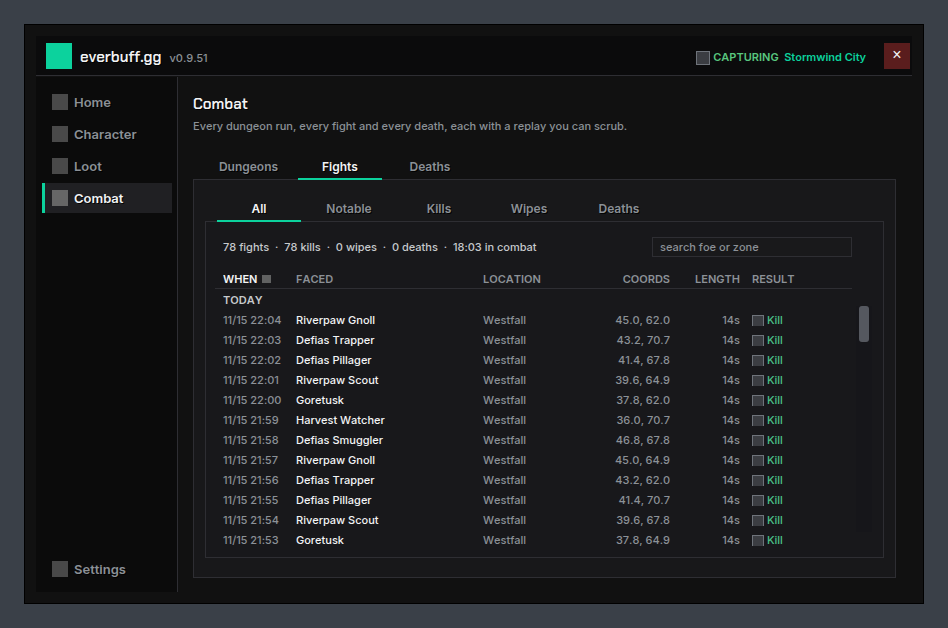 everbuff.gg v0.9.51
CAPTURING Stormwind City ×
Home
Character
Loot
Combat
Settings
Combat
Every dungeon run, every fight and every death, each with a replay you can scrub.
Dungeons Fights Deaths
All Notable Kills Wipes Deaths
78 fights · 78 kills · 0 wipes · 0 deaths · 18:03 in combat
search foe or zone
WHEN FACED LOCATION COORDS LENGTH RESULT
TODAY
11/15 22:04 Riverpaw Gnoll Westfall 45.0, 62.0 14s Kill
11/15 22:03 Defias Trapper Westfall 43.2, 70.7 14s Kill
11/15 22:02 Defias Pillager Westfall 41.4, 67.8 14s Kill
11/15 22:01 Riverpaw Scout Westfall 39.6, 64.9 14s Kill
11/15 22:00 Goretusk Westfall 37.8, 62.0 14s Kill
11/15 21:59 Harvest Watcher Westfall 36.0, 70.7 14s Kill
11/15 21:58 Defias Smuggler Westfall 46.8, 67.8 14s Kill
11/15 21:57 Riverpaw Gnoll Westfall 45.0, 64.9 14s Kill
11/15 21:56 Defias Trapper Westfall 43.2, 62.0 14s Kill
11/15 21:55 Defias Pillager Westfall 41.4, 70.7 14s Kill
11/15 21:54 Riverpaw Scout Westfall 39.6, 67.8 14s Kill
11/15 21:53 Goretusk Westfall 37.8, 64.9 14s Kill